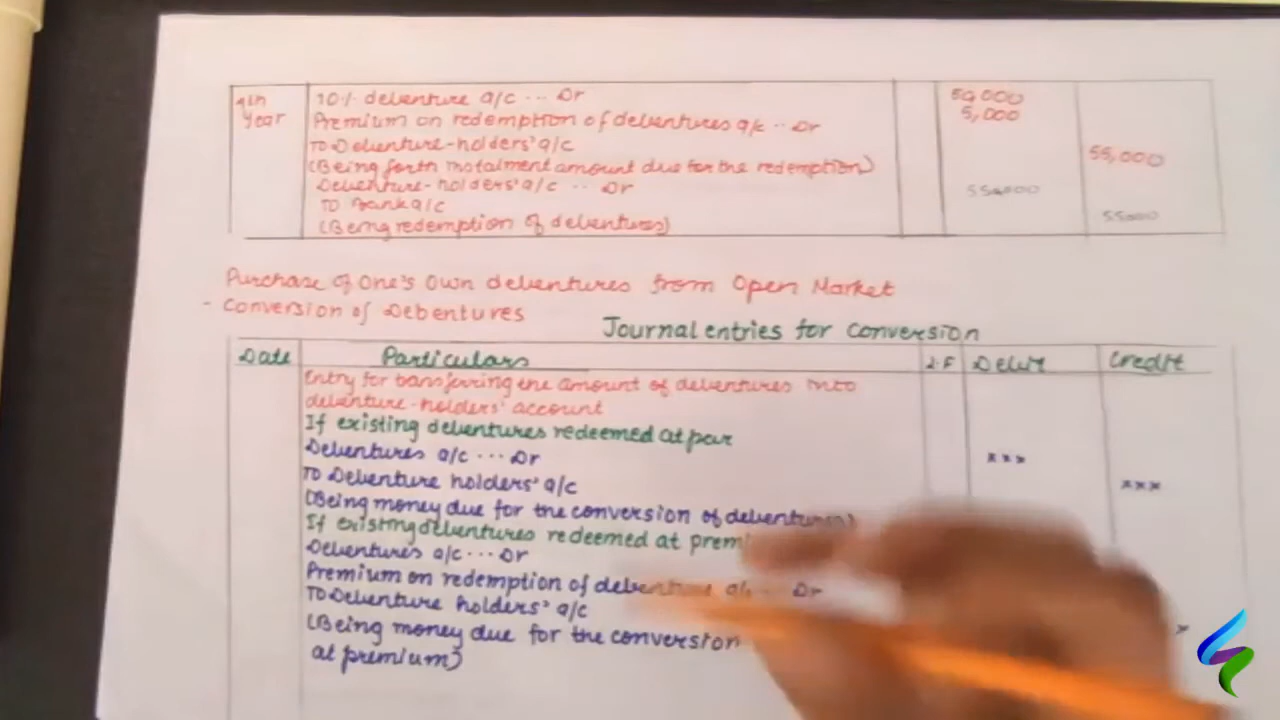 4th
year
10% debenture a/c ... Dr
50,000
Premium on redemption of debentures a/c .. Dr
5,000
To Debenture-holders' a/c
55,000
(Being forth instalment amount due for the redemption)
Debenture-holders' a/c .. Dr
To Bank a/c
55000
(Being redemption of debentures)
Purchase of One's Own debentures from Open Market
- Conversion of Debentures
Journal entries for Conversion
Date Particulars L.F Debit Credit
Entry for transferring the amount of debentures into
debenture-holders' account
If existing debentures redeemed at par
Debentures a/c ... Dr
xxx
To Debenture holders' a/c
xxx
(Being money due for the conversion of debentures)
If existing debentures redeemed at
Debentures a/c ... Dr
Premium on redemption of debenture a/c ... Dr
To Debenture holders' a/c
(Being money due for the conversion
at premium)